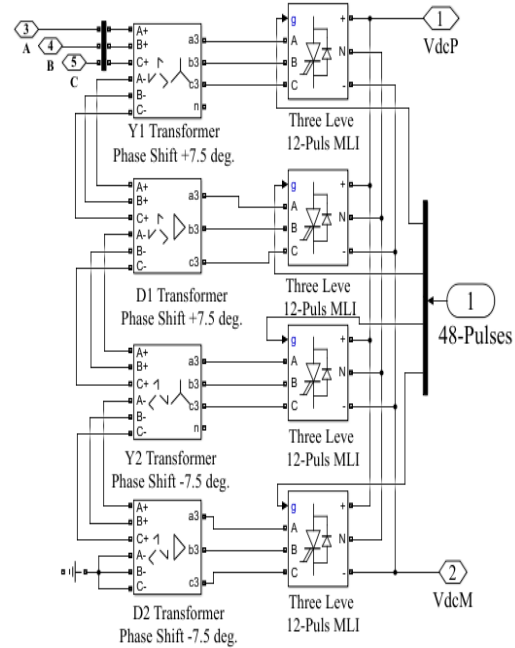 3
A
4
B
5
C
A+
B+
C+
A-
B-
C-
a3
b3
c3
n
Y1 Transformer
Phase Shift +7.5 deg.
g
A
B
C
+
N
-
Three Leve
12-Puls MLI
1
VdcP
A+
B+
C+
A-
B-
C-
a3
b3
c3
D1 Transformer
Phase Shift +7.5 deg.
g
A
B
C
+
N
-
Three Leve
12-Puls MLI
1
48-Pulses
A+
B+
C+
A-
B-
C-
a3
b3
c3
n
Y2 Transformer
Phase Shift -7.5 deg.
g
A
B
C
+
N
-
Three Leve
12-Puls MLI
A+
B+
C+
A-
B-
C-
a3
b3
c3
D2 Transformer
Phase Shift -7.5 deg.
g
A
B
C
+
N
-
Three Leve
12-Puls MLI
2
VdcM